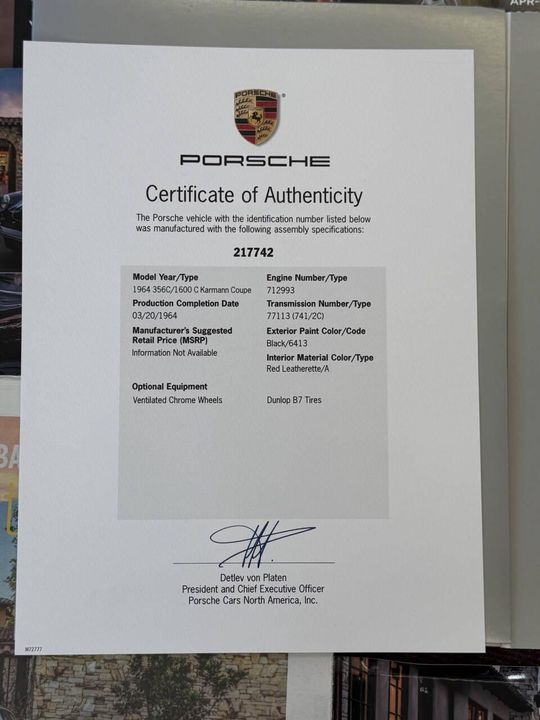 APR-
PORSCHE
®
PORSCHE
Certificate of Authenticity
The Porsche vehicle with the identification number listed below
was manufactured with the following assembly specifications:
217742
Model Year/Type
1964 356C/1600 C Karmann Coupe
Production Completion Date
03/20/1964
Manufacturer's Suggested
Retail Price (MSRP)
Information Not Available
Engine Number/Type
712993
Transmission Number/Type
77113 (741/2C)
Exterior Paint Color/Code
Black/6413
Interior Material Color/Type
Red Leatherette/A
Optional Equipment
Ventilated Chrome Wheels
Dunlop B7 Tires
Detlev von Platen
President and Chief Executive Officer
Porsche Cars North America, Inc.
BA